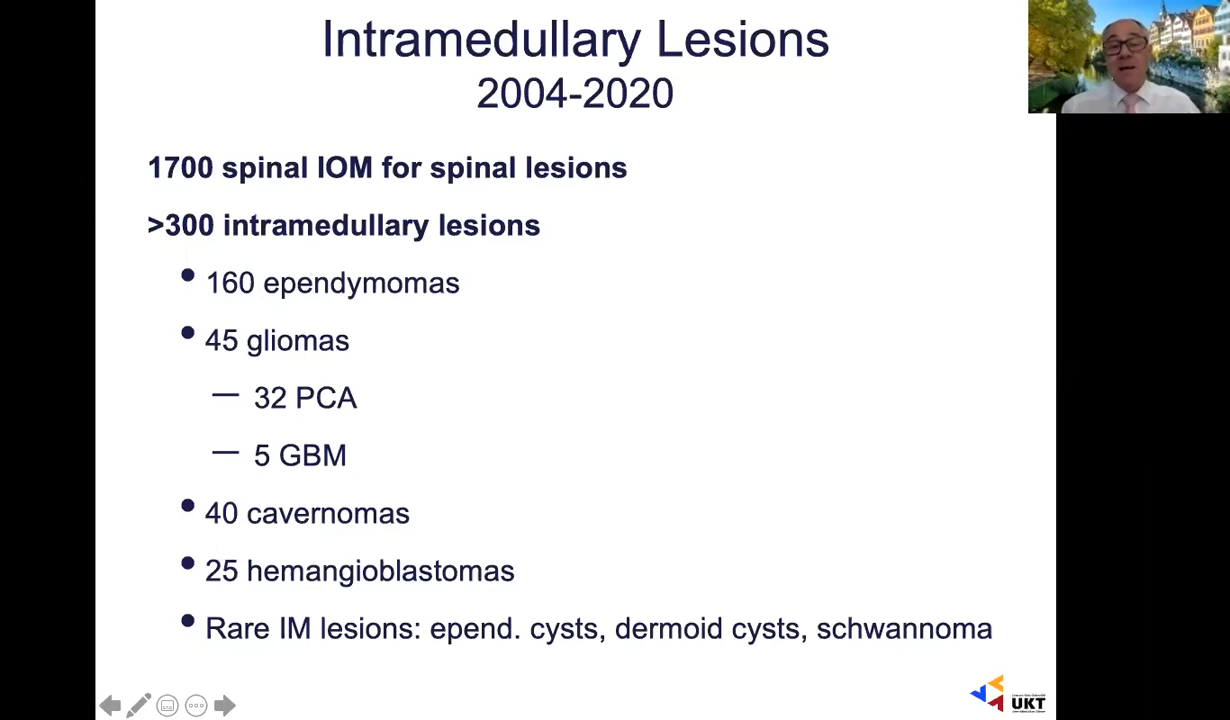 Intramedullary Lesions
2004-2020
1700 spinal IOM for spinal lesions
>300 intramedullary lesions
• 160 ependymomas
• 45 gliomas
— 32 PCA
— 5 GBM
• 40 cavernomas
• 25 hemangioblastomas
• Rare IM lesions: epend. cysts, dermoid cysts, schwannoma
UKT